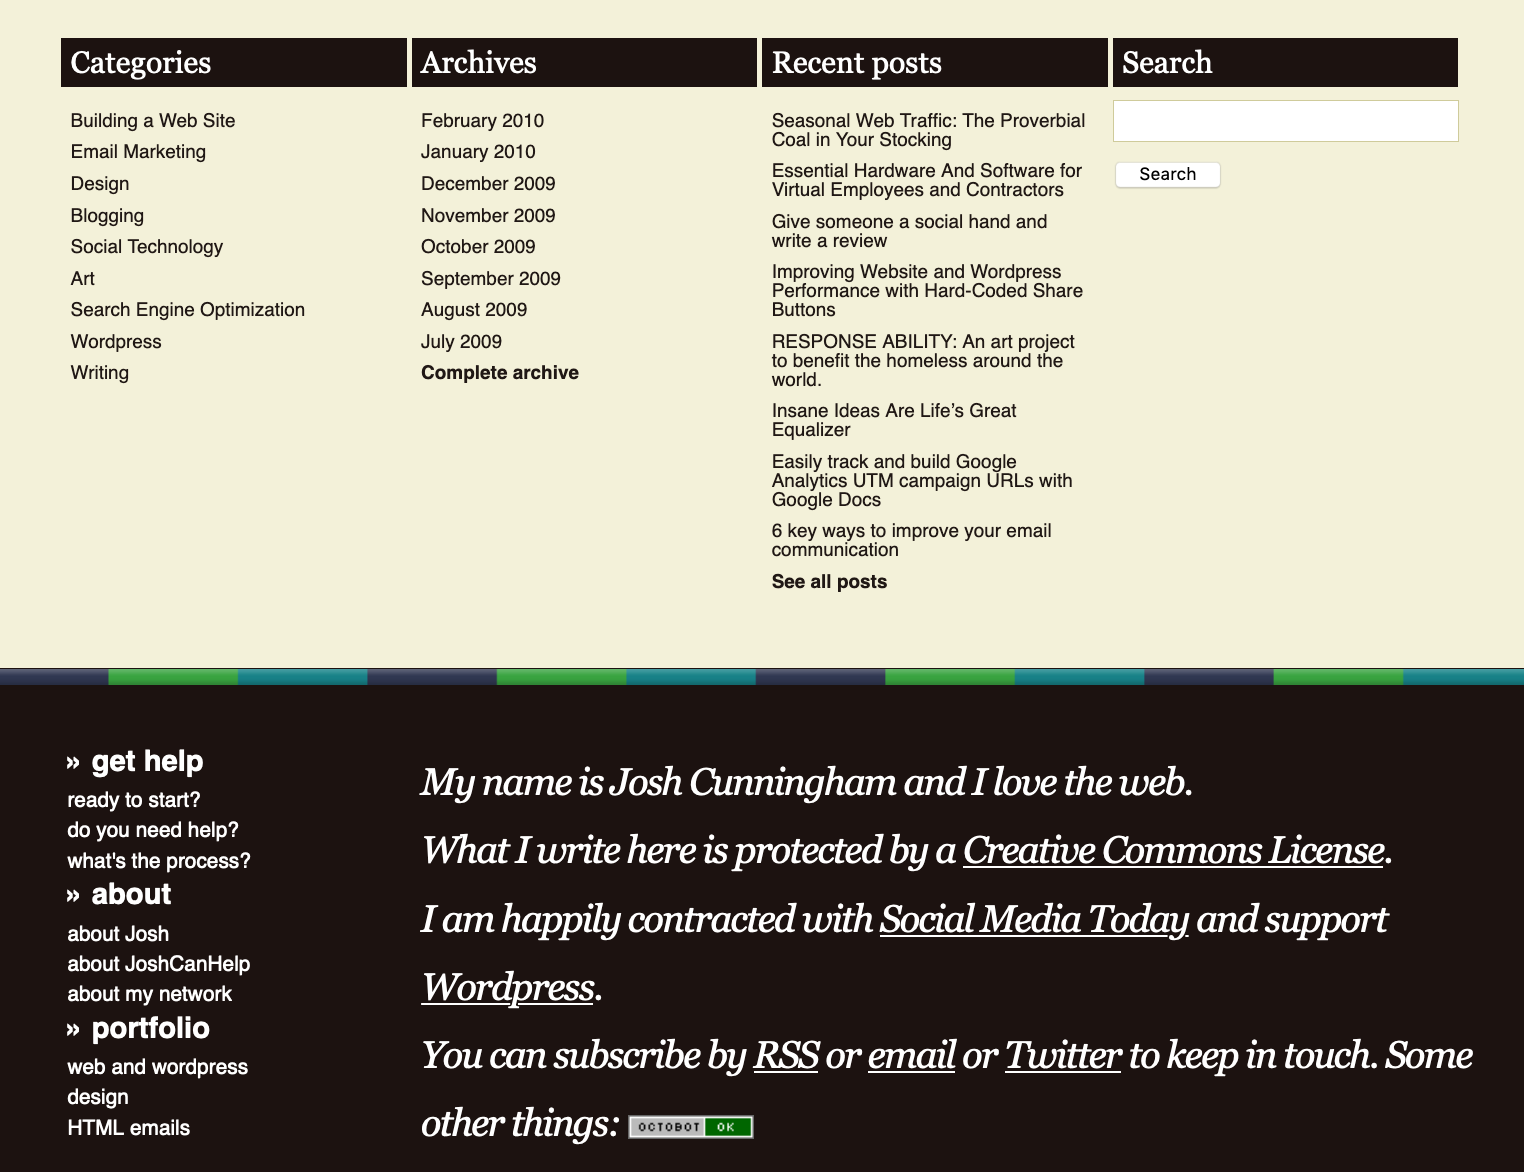 Categories
Building a Web Site
Email Marketing
Design
Blogging
Social Technology
Art
Search Engine Optimization
Wordpress
Writing
Archives
February 2010
January 2010
December 2009
November 2009
October 2009
September 2009
August 2009
July 2009
Complete archive
Recent posts
Seasonal Web Traffic: The Proverbial
Coal in Your Stocking
Essential Hardware And Software for
Virtual Employees and Contractors
Give someone a social hand and
write a review
Improving Website and Wordpress
Performance with Hard-Coded Share
Buttons
RESPONSE ABILITY: An art project
to benefit the homeless around the
world.
Insane Ideas Are Life’s Great
Equalizer
Easily track and build Google
Analytics UTM campaign URLs with
Google Docs
6 key ways to improve your email
communication
See all posts
Search
Search
» get help
ready to start?
do you need help?
what's the process?
» about
about Josh
about JoshCanHelp
about my network
» portfolio
web and wordpress
design
HTML emails
My name is Josh Cunningham and I love the web.
What I write here is protected by a Creative Commons License.
I am happily contracted with Social Media Today and support
Wordpress.
You can subscribe by RSS or email or Twitter to keep in touch. Some
other things: OCTOBOT OK